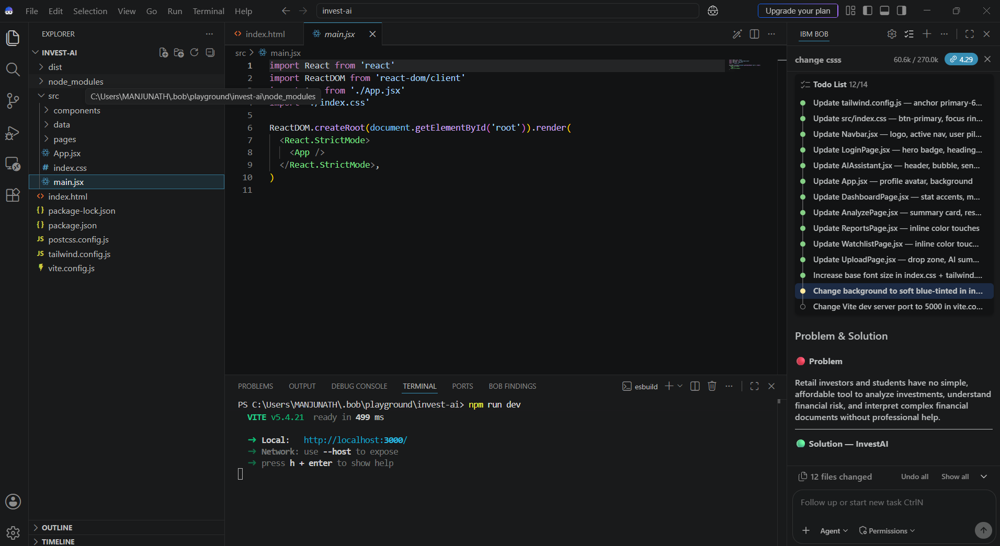 File Edit Selection View Go Run Terminal Help
invest-ai
Upgrade your plan
EXPLORER
INVEST-AI
dist
node_modules
src
C:\Users\MANJUNATH\.bob\playground\invest-ai\node_modules
components
data
pages
App.jsx
# index.css
main.jsx
<> index.html
{} package-lock.json
{} package.json
JS postcss.config.js
JS tailwind.config.js
vite.config.js
OUTLINE
TIMELINE
<> index.html
main.jsx
src > main.jsx
1 import React from 'react'
2 import ReactDOM from 'react-dom/client'
from './App.jsx'
/index.css'
5
6 ReactDOM.createRoot(document.getElementById('root')).render(
7 <React.StrictMode>
8 <App />
9 </React.StrictMode>,
10 )
11
PROBLEMS OUTPUT DEBUG CONSOLE TERMINAL PORTS BOB FINDINGS
esbuild
PS C:\Users\MANJUNATH\.bob\playground\invest-ai> npm run dev
VITE v5.4.21 ready in 499 ms
➜ Local: http://localhost:3000/
➜ Network: use --host to expose
➜ press h + enter to show help
IBM BOB
change csss
60.6k / 270.0k
4.29
Todo List 12/14
Update tailwind.config.js — anchor primary-6...
Update src/index.css — btn-primary, focus rin...
Update Navbar.jsx — logo, active nav, user pil...
Update LoginPage.jsx — hero badge, heading...
Update AIAssistant.jsx — header, bubble, sen...
Update App.jsx — profile avatar, background
Update DashboardPage.jsx — stat accents, m...
Update AnalyzePage.jsx — summary card, res...
Update ReportsPage.jsx — inline color touches
Update WatchlistPage.jsx — inline color touc...
Update UploadPage.jsx — drop zone, AI sum...
Increase base font size in index.css + tailwind....
Change background to soft blue-tinted in in...
Change Vite dev server port to 5000 in vite.co...
Problem & Solution
Problem
Retail investors and students have no simple,
affordable tool to analyze investments, understand
financial risk, and interpret complex financial
documents without professional help.
Solution — InvestAI
12 files changed
Undo all
Show all
Follow up or start new task CtrlN
Agent
Permissions